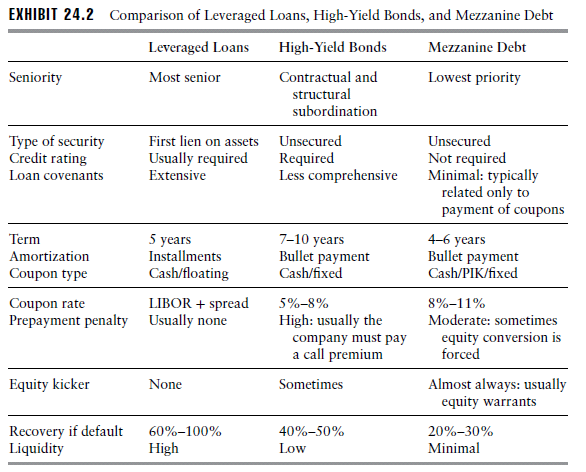 EXHIBIT 24.2 Comparison of Leveraged Loans, High-Yield Bonds, and Mezzanine Debt
Leveraged Loans High-Yield Bonds Mezzanine Debt
Seniority Most senior Contractual and Lowest priority
structural
subordination
Type of security First lien on assets Unsecured Unsecured
Credit rating Usually required Required Not required
Loan covenants Extensive Less comprehensive Minimal: typically
related only to
payment of coupons
Term 5 years 7–10 years 4–6 years
Amortization Installments Bullet payment Bullet payment
Coupon type Cash/floating Cash/fixed Cash/PIK/fixed
Coupon rate LIBOR + spread 5%–8% 8%–11%
Prepayment penalty Usually none High: usually the Moderate: sometimes
company must pay equity conversion is
a call premium forced
Equity kicker None Sometimes Almost always: usually
equity warrants
Recovery if default 60%–100% 40%–50% 20%–30%
Liquidity High Low Minimal